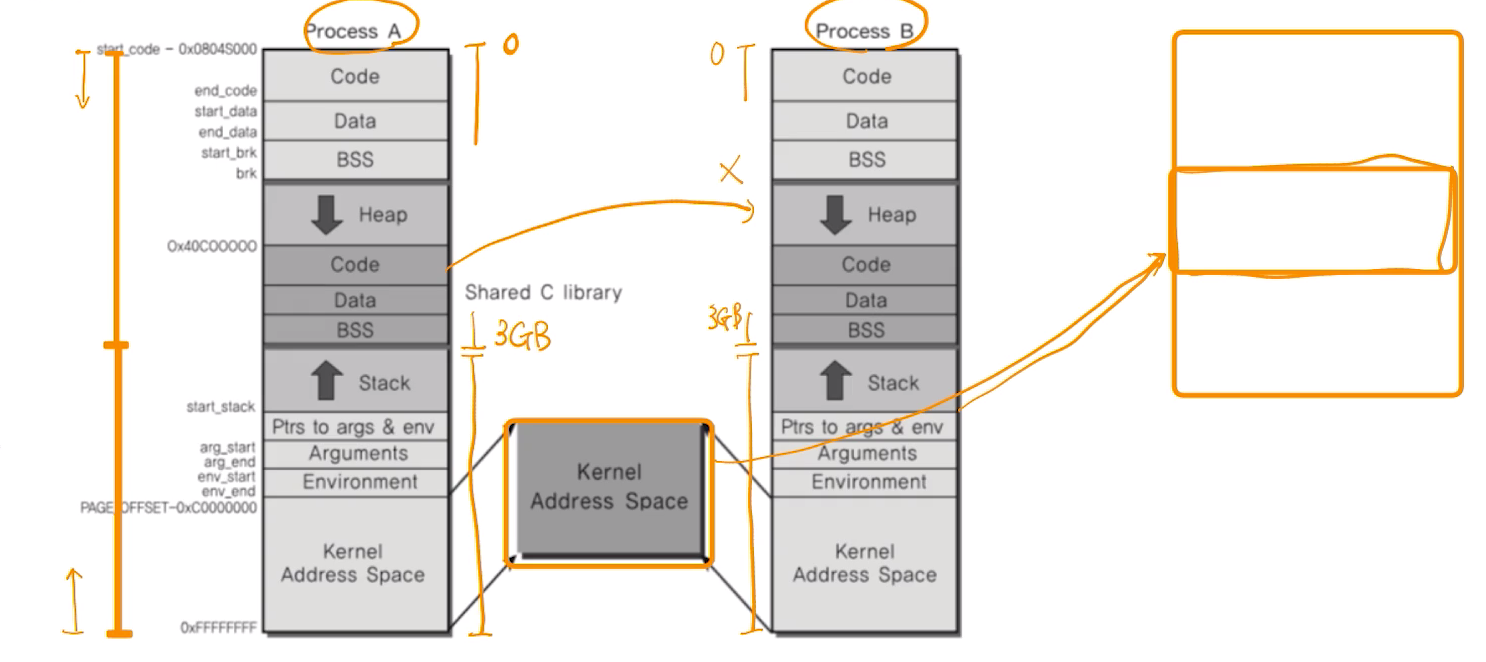 Process A
Process B
start_code - 0x0804S000
0
0
Code
Code
end_code
start_data
Data
Data
end_data
start_brk
BSS
BSS
brk
X
Heap
Heap
0x40C00000
Code
Code
Shared C library
Data
Data
3GB
3GB
BSS
BSS
Stack
Stack
start_stack
Ptrs to args & env
Ptrs to args & env
arg_start
Arguments
Arguments
arg_end
env_start
Environment
Environment
env_end
Kernel
Address Space
PAGE_OFFSET-0xC0000000
Kernel
Address Space
Kernel
Address Space
0xFFFFFFFF